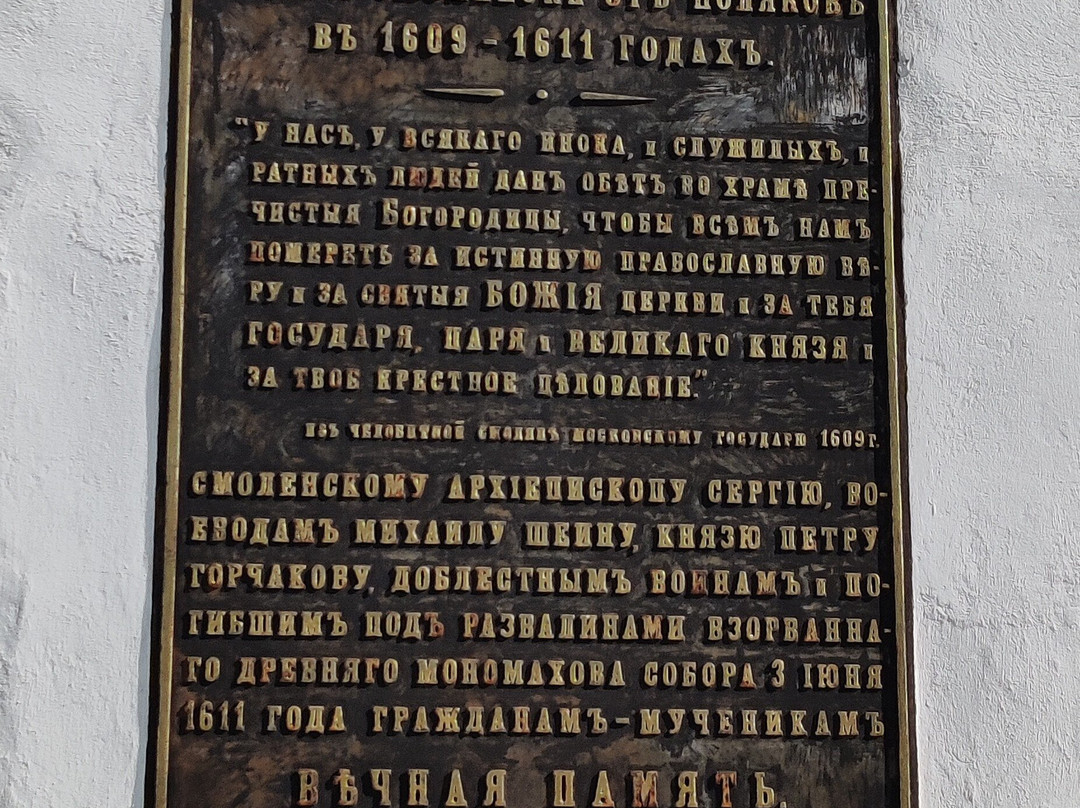 ОТЪ ПОЛЯКОВЪ
ВЪ 1609 - 1611 ГОДАХЪ.
"У НАСЪ, У ВСЯКАГО ИНОКА, и СЛУЖИЛЫХЪ, и
РАТНЫХЪ ЛЮДЕЙ ДАНЪ ОБѢТЪ ВО ХРАМѢ ПРЕ-
ЧИСТЫЯ БОГОРОДИЦЫ, ЧТОБЫ ВСѢМЪ НАМЪ
ПОМЕРЕТЬ ЗА ИСТИННУЮ ПРАВОСЛАВНУЮ ВѢ-
РУ и ЗА СВЯТЫЯ БОЖІЯ ЦЕРКВИ и ЗА ТЕБЯ
ГОСУДАРЯ, ЦАРЯ и ВЕЛИКАГО КНЯЗЯ и
ЗА ТВОЕ КРЕСТНОЕ ЦѢЛОВАНІЕ."
ИЗЪ ЧЕЛОБИТНОЙ СМОЛЯНЪ МОСКОВСКОМУ ГОСУДАРЮ 1609 г.
СМОЛЕНСКОМУ АРХІЕПИСКОПУ СЕРГІЮ, ВО-
ЕВОДАМЪ МИХАИЛУ ШЕИНУ, КНЯЗЮ ПЕТРУ
ГОРЧАКОВУ, ДОБЛЕСТНЫМЪ ВОИНАМЪ и ПО-
ГИБШИМЪ ПОДЪ РАЗВАЛИНАМИ ВЗОРВАННА-
ГО ДРЕВНЯГО МОНОМАХОВА СОБОРА 3 ІЮНЯ
1611 ГОДА ГРАЖДАНАМЪ - МУЧЕНИКАМЪ
ВѢЧНАЯ ПАМЯТЬ.